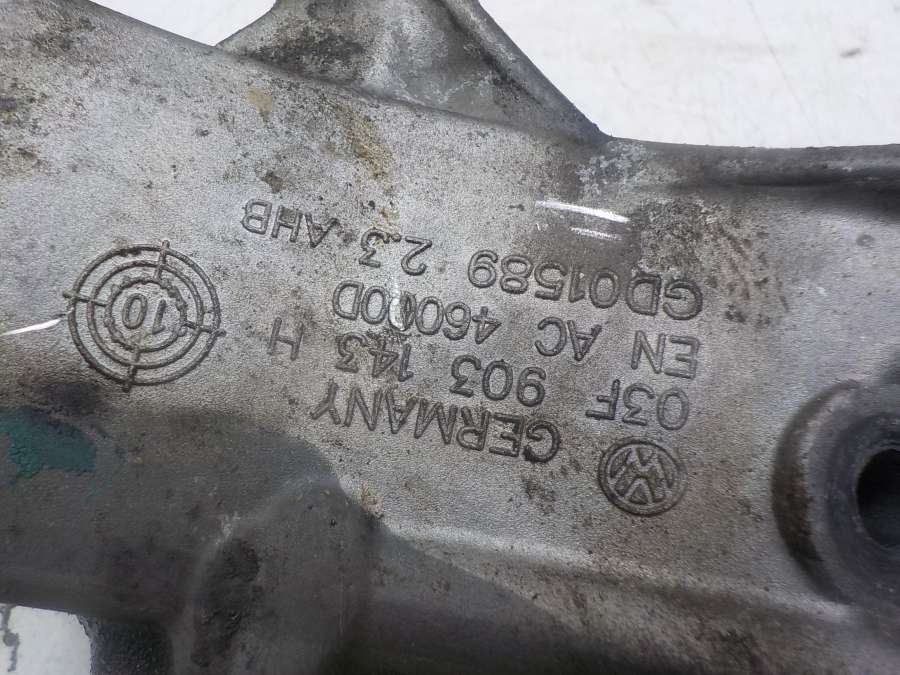 GERMANY
03F 903 143 H
EN AC 46000D
GD01589 2.3 AHB
10